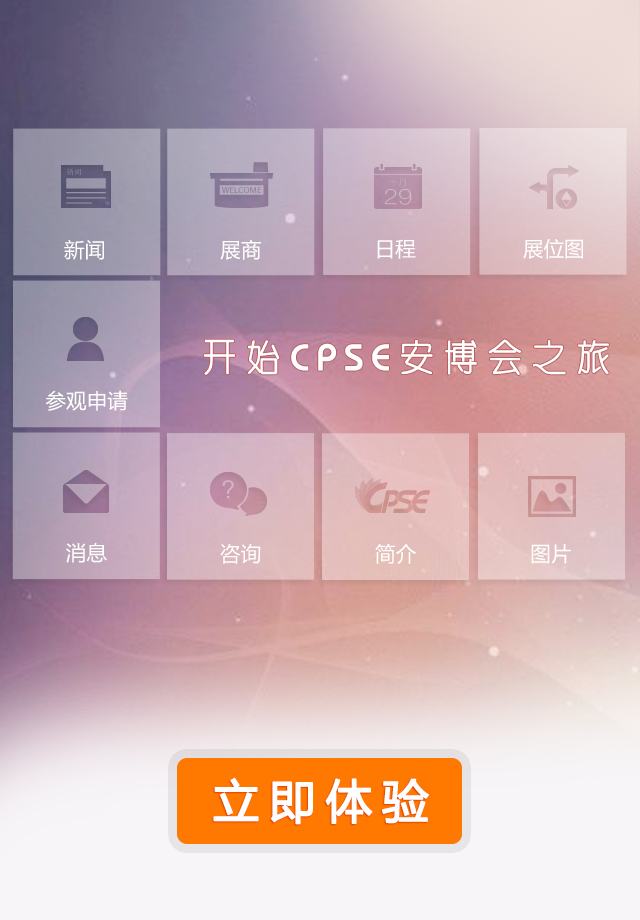 新闻
WELCOME
展商
十月
29
日程
展位图
参观申请
开始CPSE安博会之旅
消息
?
咨询
CPSE
简介
图片
立即体验